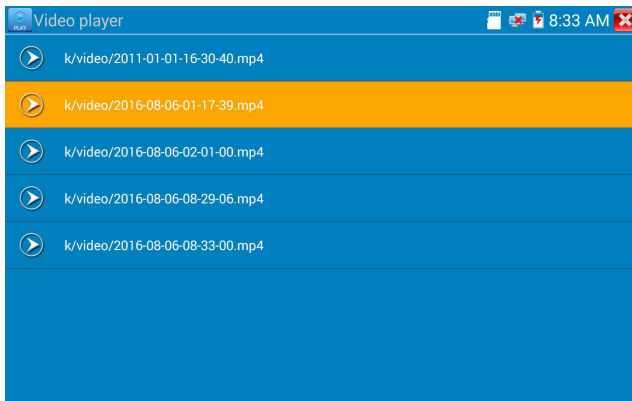 PLAY
Video player
8:33 AM
k/video/2011-01-01-16-30-40.mp4
k/video/2016-08-06-01-17-39.mp4
k/video/2016-08-06-02-01-00.mp4
k/video/2016-08-06-08-29-06.mp4
k/video/2016-08-06-08-33-00.mp4